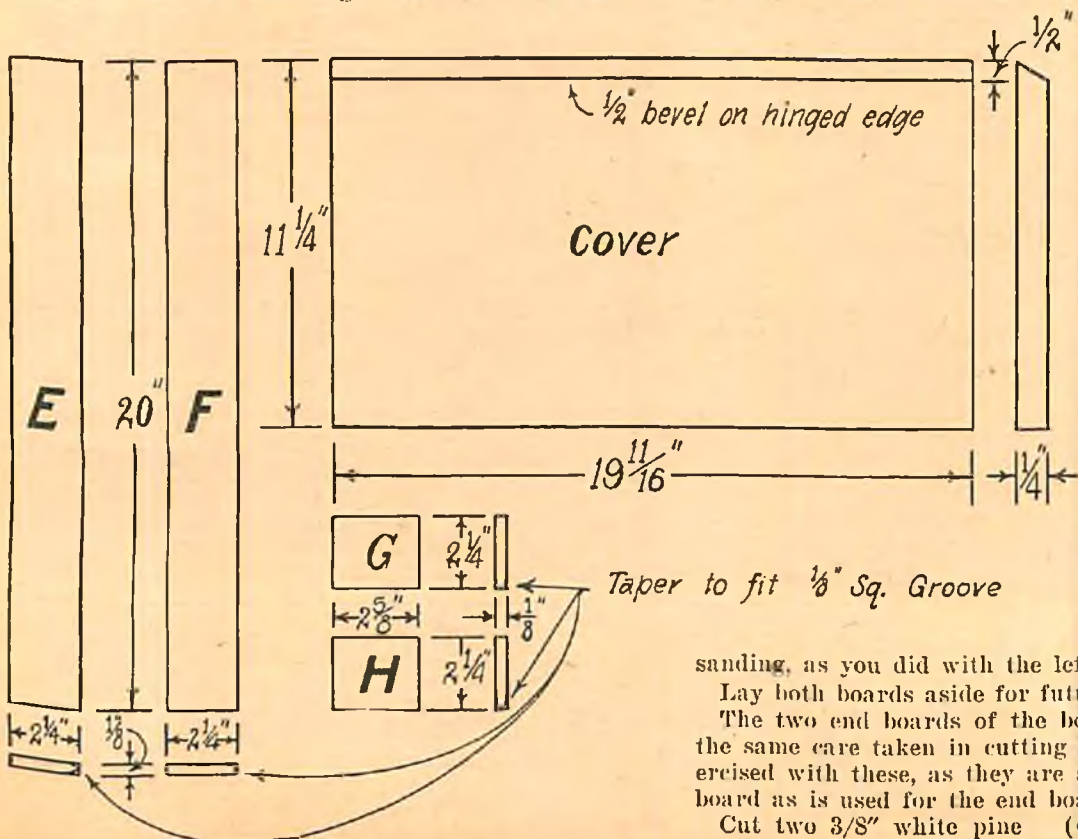 1/2"
1/2" bevel on hinged edge
11 1/4"
Cover
E
20"
F
19 11/16"
1/4"
G
2 1/4"
Taper to fit 1/8" Sq. Groove
2 5/8"
1/8"
H
2 1/4"
2 1/4"
1/8"
2 1/4"
sanding, as you did with the
Lay both boards aside for
The two end boards of the
the same care taken in cutting
ercised with these, as they are
board as is used for the end
Cut two 3/8" white pine